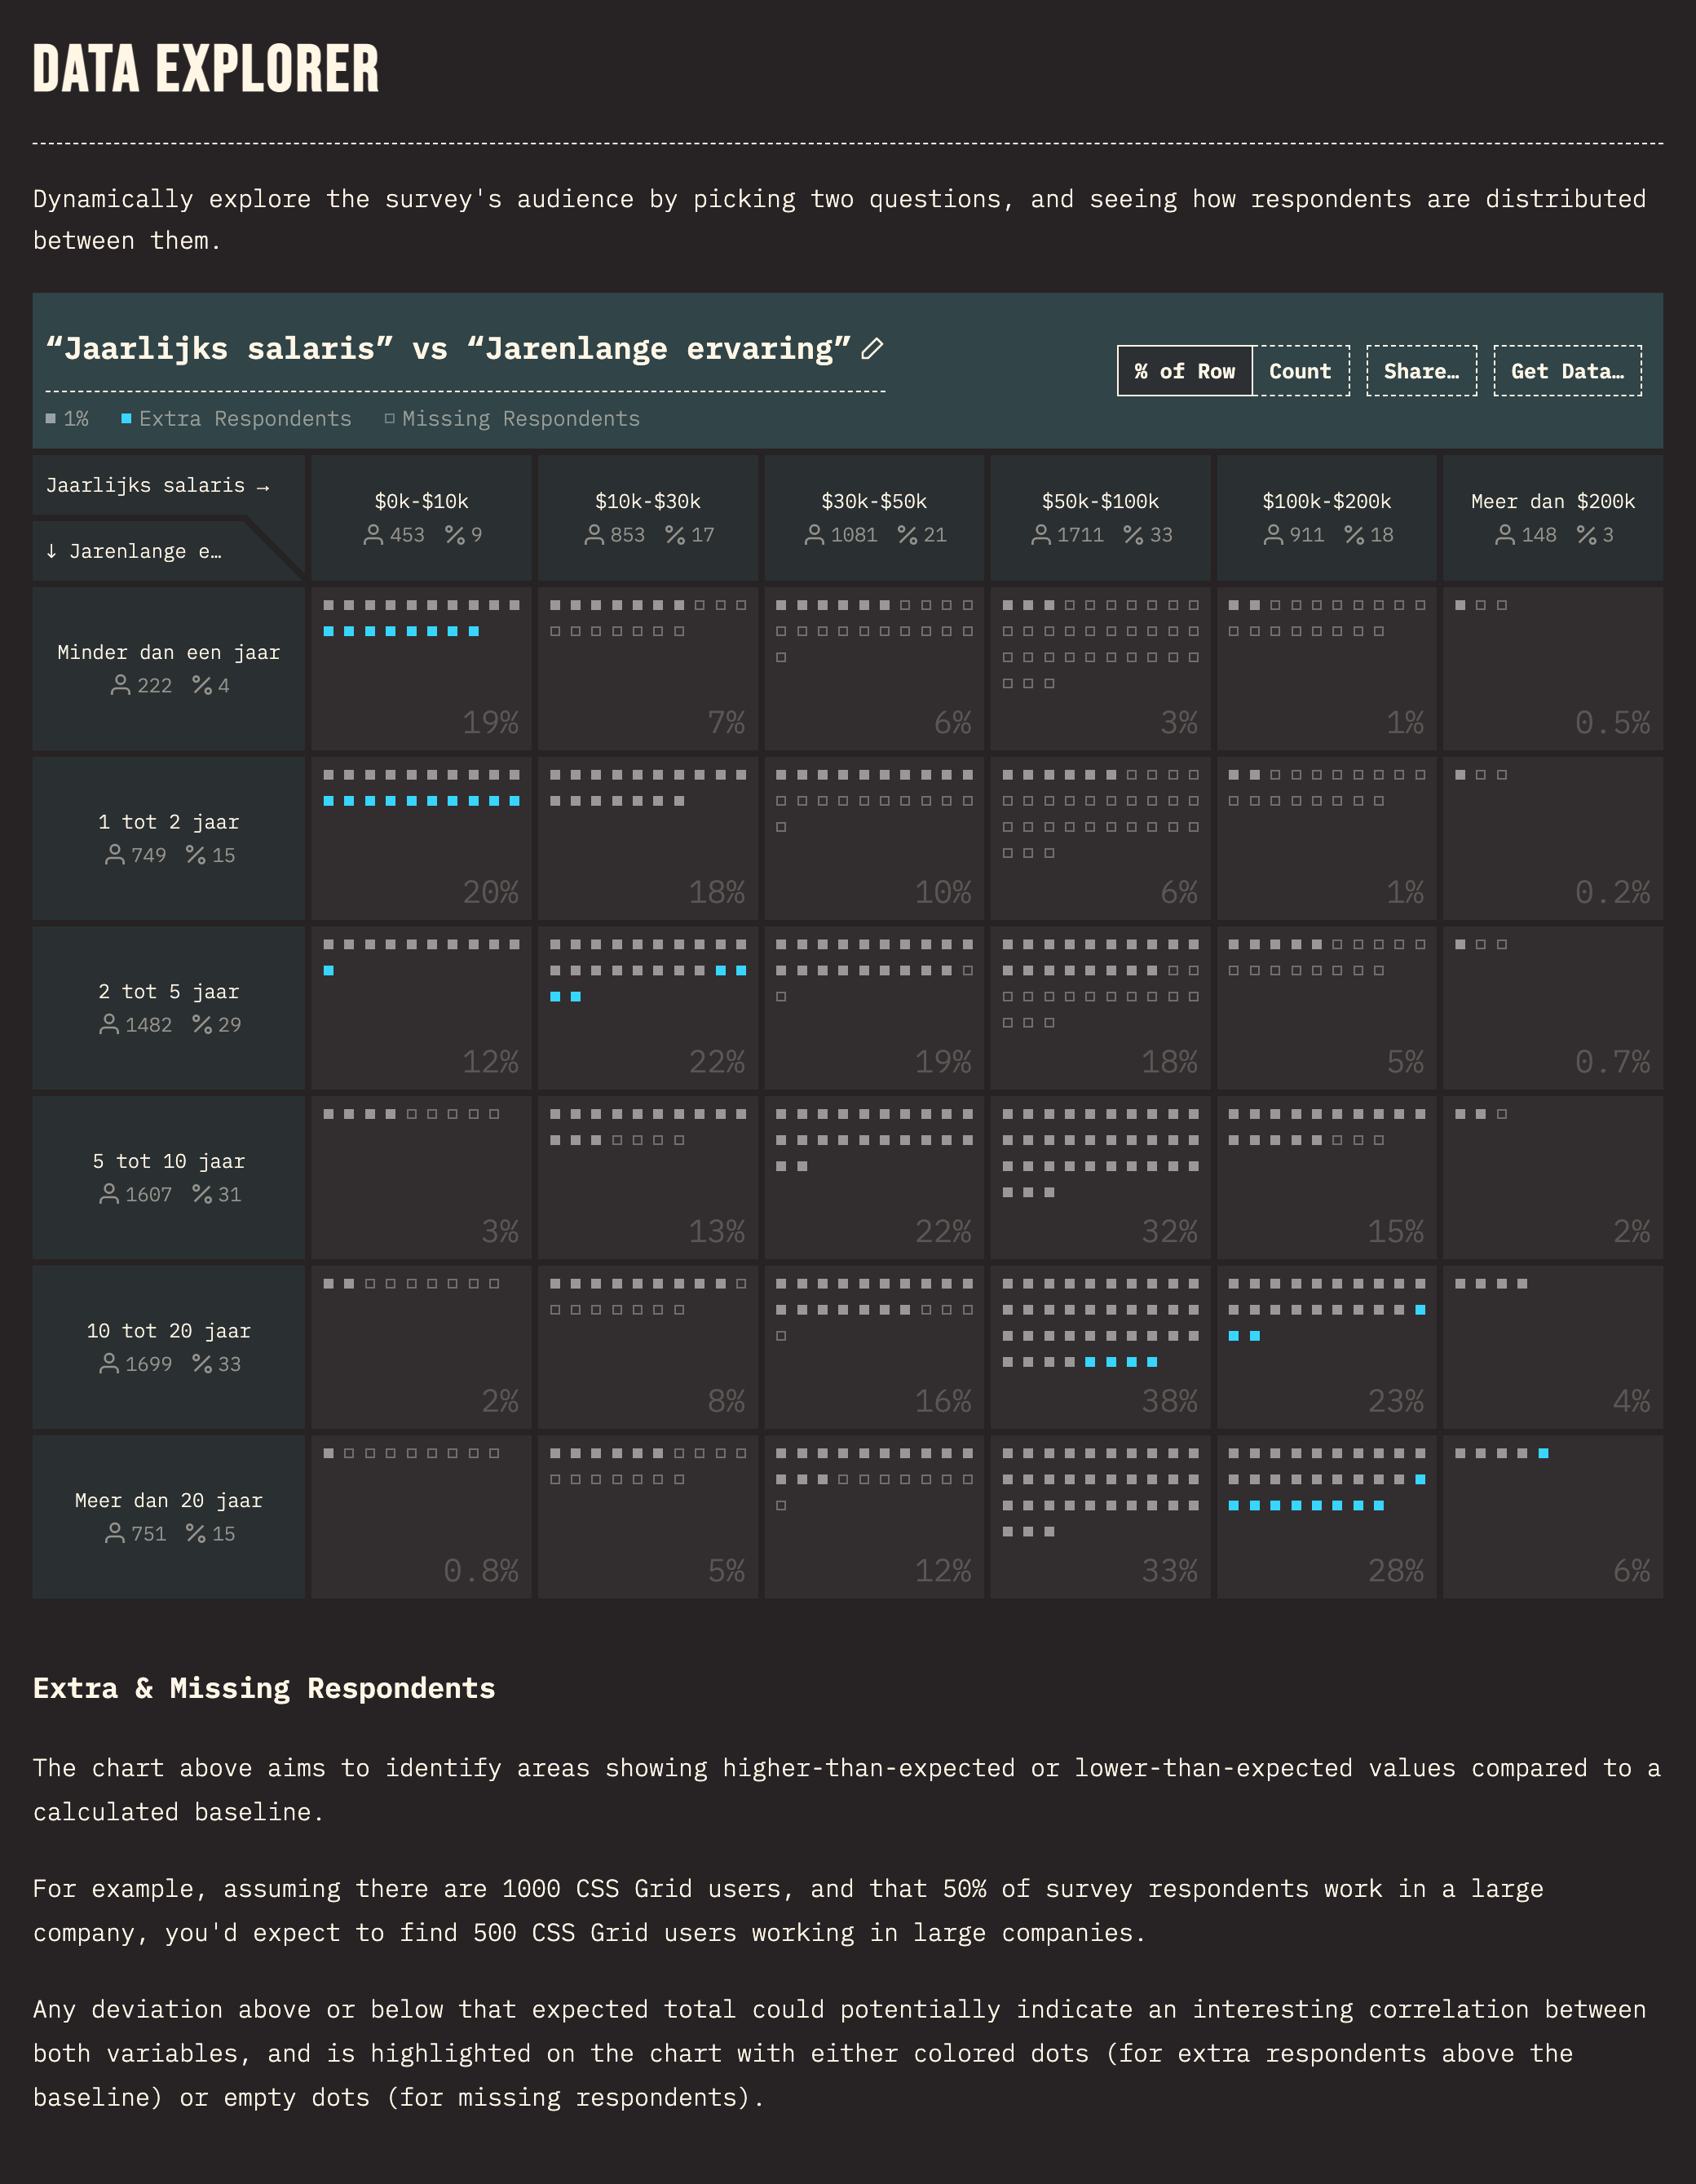 DATA EXPLORER
Dynamically explore the survey's audience by picking two questions, and seeing how respondents are distributed
between them.
“Jaarlijks salaris” vs “Jarenlange ervaring”
% of Row Count Share… Get Data…
1% Extra Respondents Missing Respondents
Jaarlijks salaris →
↓ Jarenlange e…
$0k-$10k
453 % 9
$10k-$30k
853 % 17
$30k-$50k
1081 % 21
$50k-$100k
1711 % 33
$100k-$200k
911 % 18
Meer dan $200k
148 % 3
Minder dan een jaar
222 % 4
19% 7% 6% 3% 1% 0.5%
1 tot 2 jaar
749 % 15
20% 18% 10% 6% 1% 0.2%
2 tot 5 jaar
1482 % 29
12% 22% 19% 18% 5% 0.7%
5 tot 10 jaar
1607 % 31
3% 13% 22% 32% 15% 2%
10 tot 20 jaar
1699 % 33
2% 8% 16% 38% 23% 4%
Meer dan 20 jaar
751 % 15
0.8% 5% 12% 33% 28% 6%
Extra & Missing Respondents
The chart above aims to identify areas showing higher-than-expected or lower-than-expected values compared to a
calculated baseline.
For example, assuming there are 1000 CSS Grid users, and that 50% of survey respondents work in a large
company, you'd expect to find 500 CSS Grid users working in large companies.
Any deviation above or below that expected total could potentially indicate an interesting correlation between
both variables, and is highlighted on the chart with either colored dots (for extra respondents above the
baseline) or empty dots (for missing respondents).